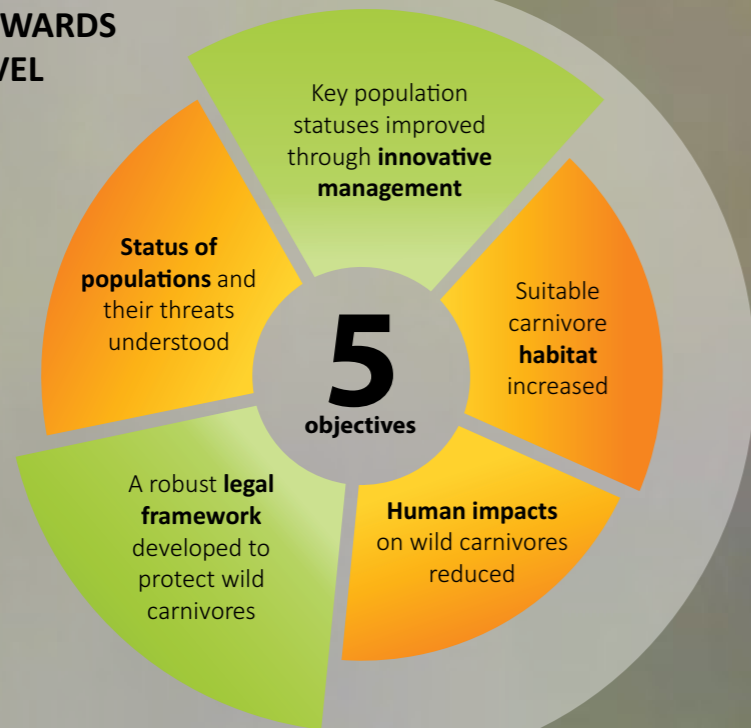 WARDS
VEL
Key population
statuses improved
through innovative
management
Suitable
carnivore
habitat
increased
Human impacts
on wild carnivores
reduced
A robust legal
framework
developed to
protect wild
carnivores
Status of
populations and
their threats
understood
5
objectives